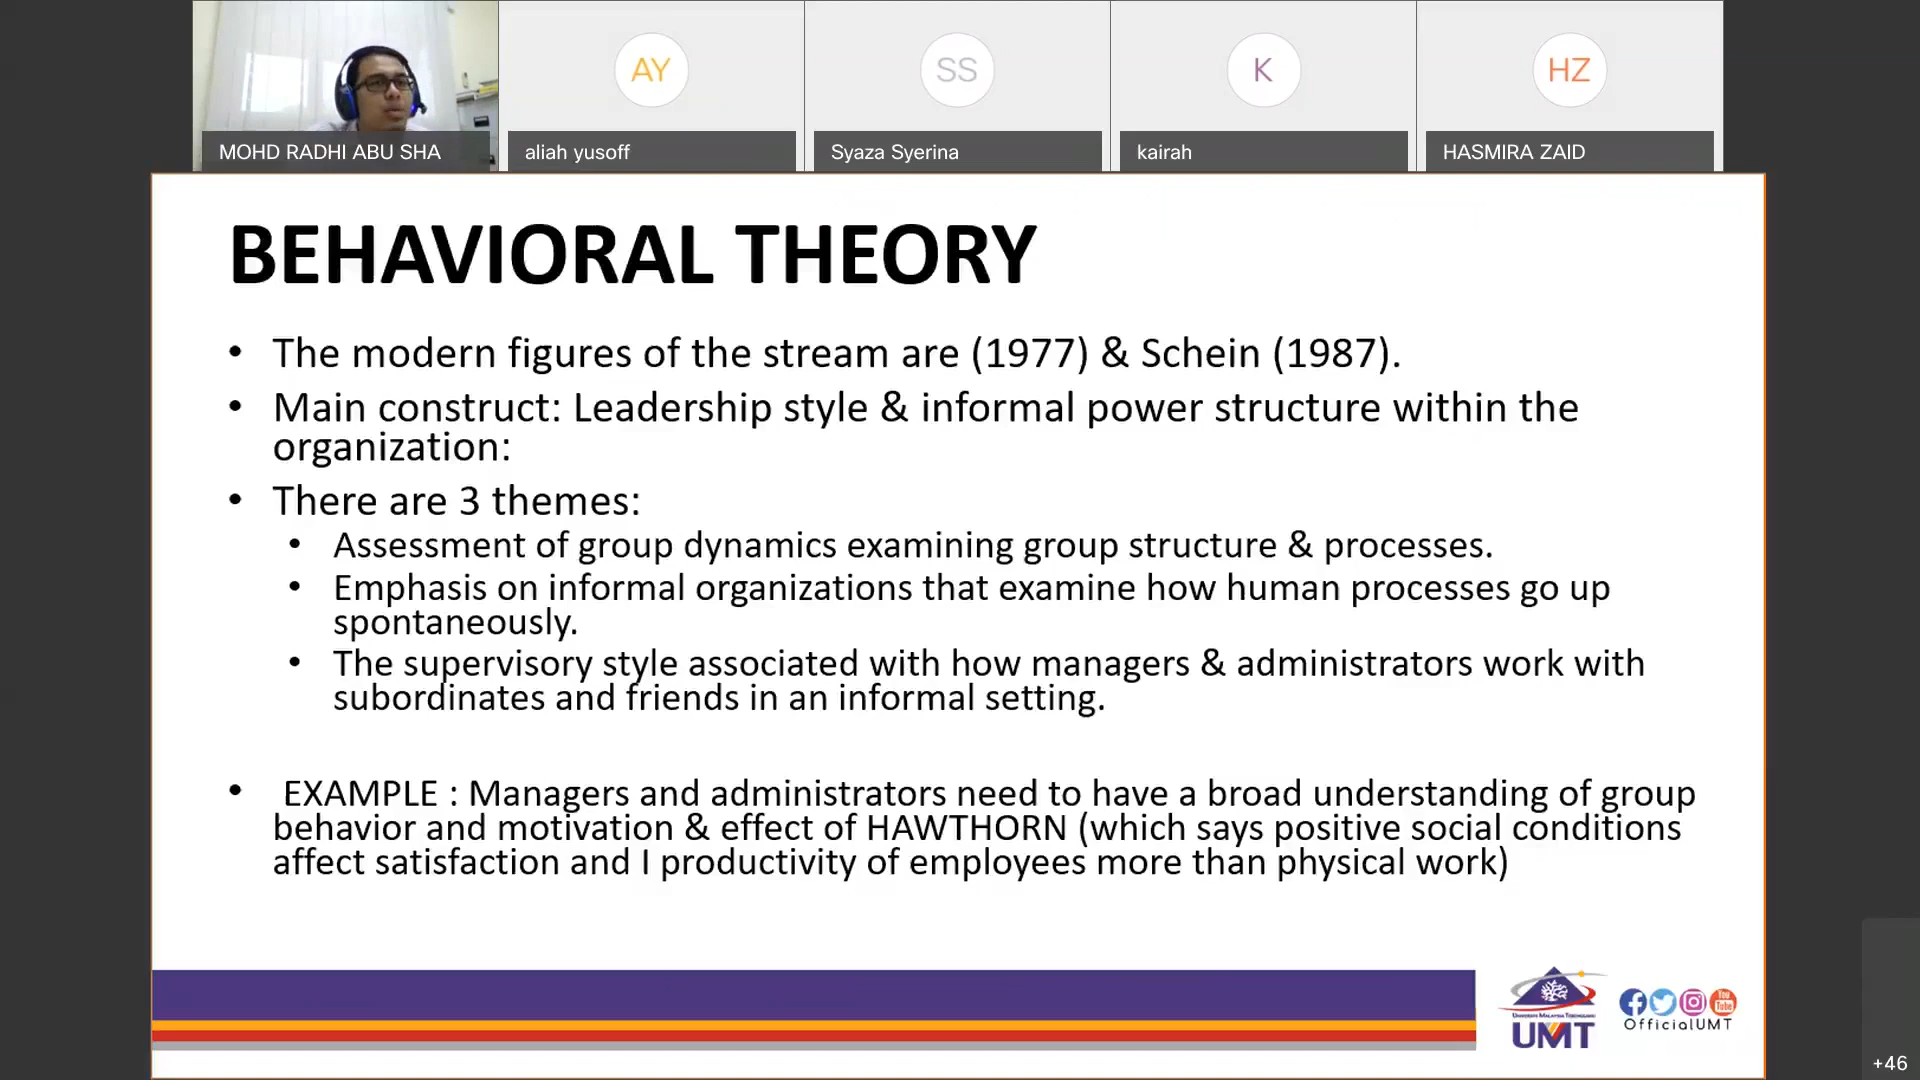 AY
SS
K
HZ
MOHD RADHI ABU SHA
aliah yusoff
Syaza Syerina
kairah
HASMIRA ZAID
BEHAVIORAL THEORY
• The modern figures of the stream are (1977) & Schein (1987).
• Main construct: Leadership style & informal power structure within the
organization:
• There are 3 themes:
• Assessment of group dynamics examining group structure & processes.
• Emphasis on informal organizations that examine how human processes go up
spontaneously.
• The supervisory style associated with how managers & administrators work with
subordinates and friends in an informal setting.
• EXAMPLE : Managers and administrators need to have a broad understanding of group
behavior and motivation & effect of HAWTHORN (which says positive social conditions
affect satisfaction and I productivity of employees more than physical work)
UNIVERSITI MALAYSIA TERENGGANU
UMT
You
Tube
OfficialUMT
+46